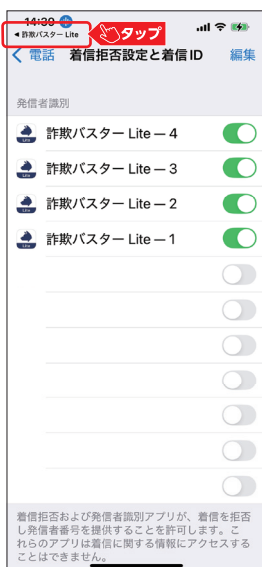 14:39
◀ 詐欺バスター Lite
タップ
く 電話 着信拒否設定と着信ID 編集
発信者識別
詐欺バスター Lite — 4
詐欺バスター Lite — 3
詐欺バスター Lite — 2
詐欺バスター Lite — 1
着信拒否および発信者識別アプリが、着信を拒否
し発信者番号を提供することを許可します。こ
れらのアプリは着信に関する情報にアクセスする
ことはできません。